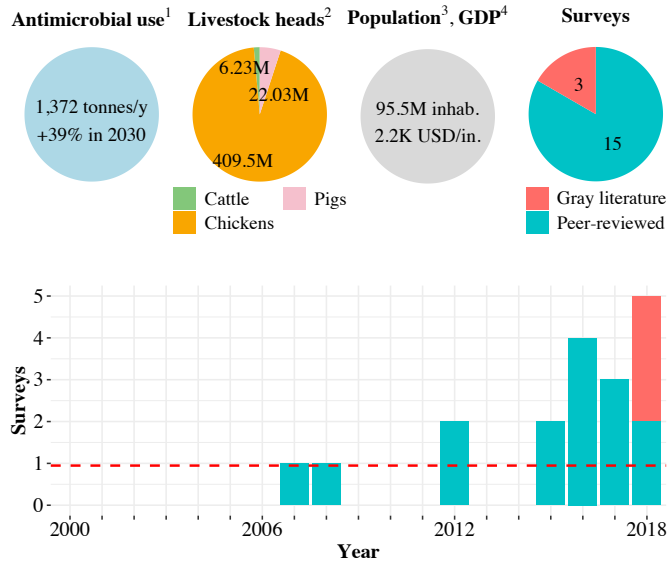 Antimicrobial use1 Livestock heads2 Population3, GDP4 Surveys
1,372 tonnes/y
+39% in 2030
6.23M
22.03M
409.5M
95.5M inhab.
2.2K USD/in.
3
15
Cattle Pigs
Chickens
Gray literature
Peer-reviewed
5
4
3
2
1
0
Surveys
2000 2006 2012 2018
Year